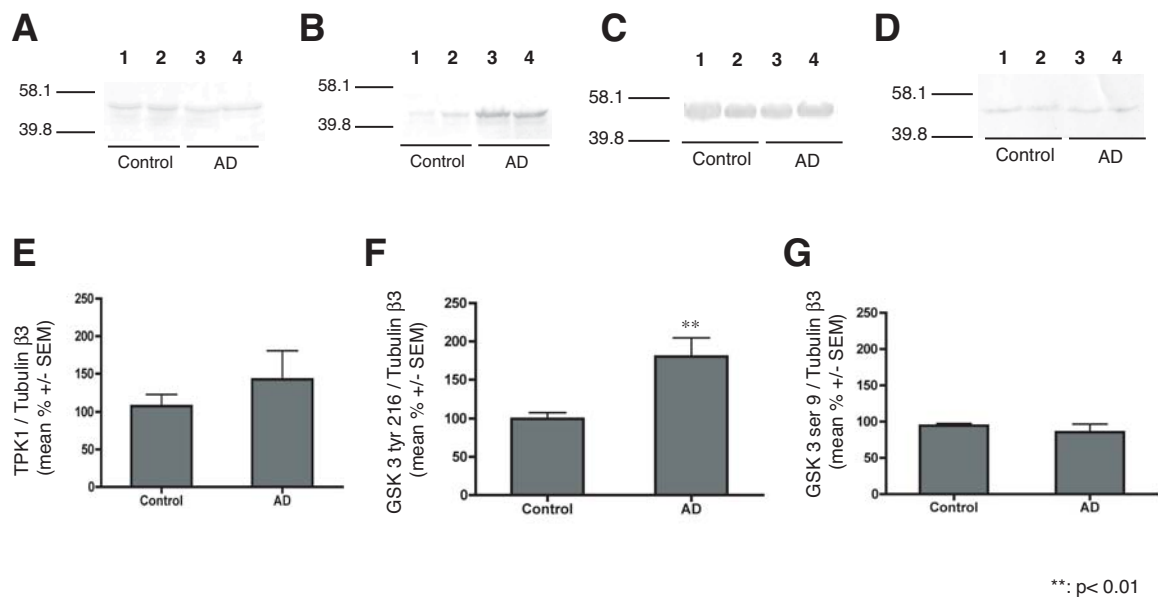 A
B
C
D
1 2 3 4
1 2 3 4
1 2 3 4
1 2 3 4
58.1
39.8
58.1
39.8
58.1
39.8
58.1
39.8
Control AD
Control AD
Control AD
Control AD
E
F
G
TPK1 / Tubulin β3
(mean % +/- SEM)
250
200
150
100
50
0
Control AD
GSK 3 tyr 216 / Tubulin β3
(mean % +/- SEM)
250
200
150
100
50
0
**
Control AD
GSK 3 ser 9 / Tubulin β3
(mean % +/- SEM)
250
200
150
100
50
0
Control AD
**: p< 0.01